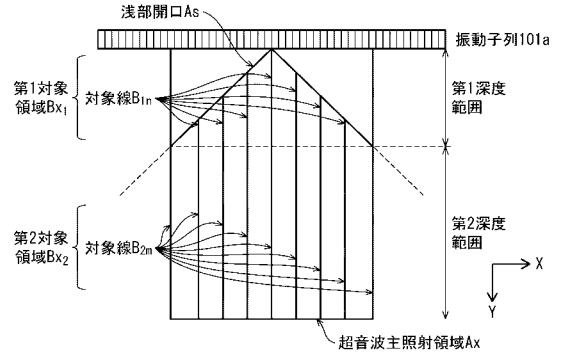 浅部開口As
振動子列101a
第1対象
領域Bx1
対象線B1n
第1深度
範囲
第2対象
領域Bx2
対象線B2m
第2深度
範囲
X
Y
超音波主照射領域Ax